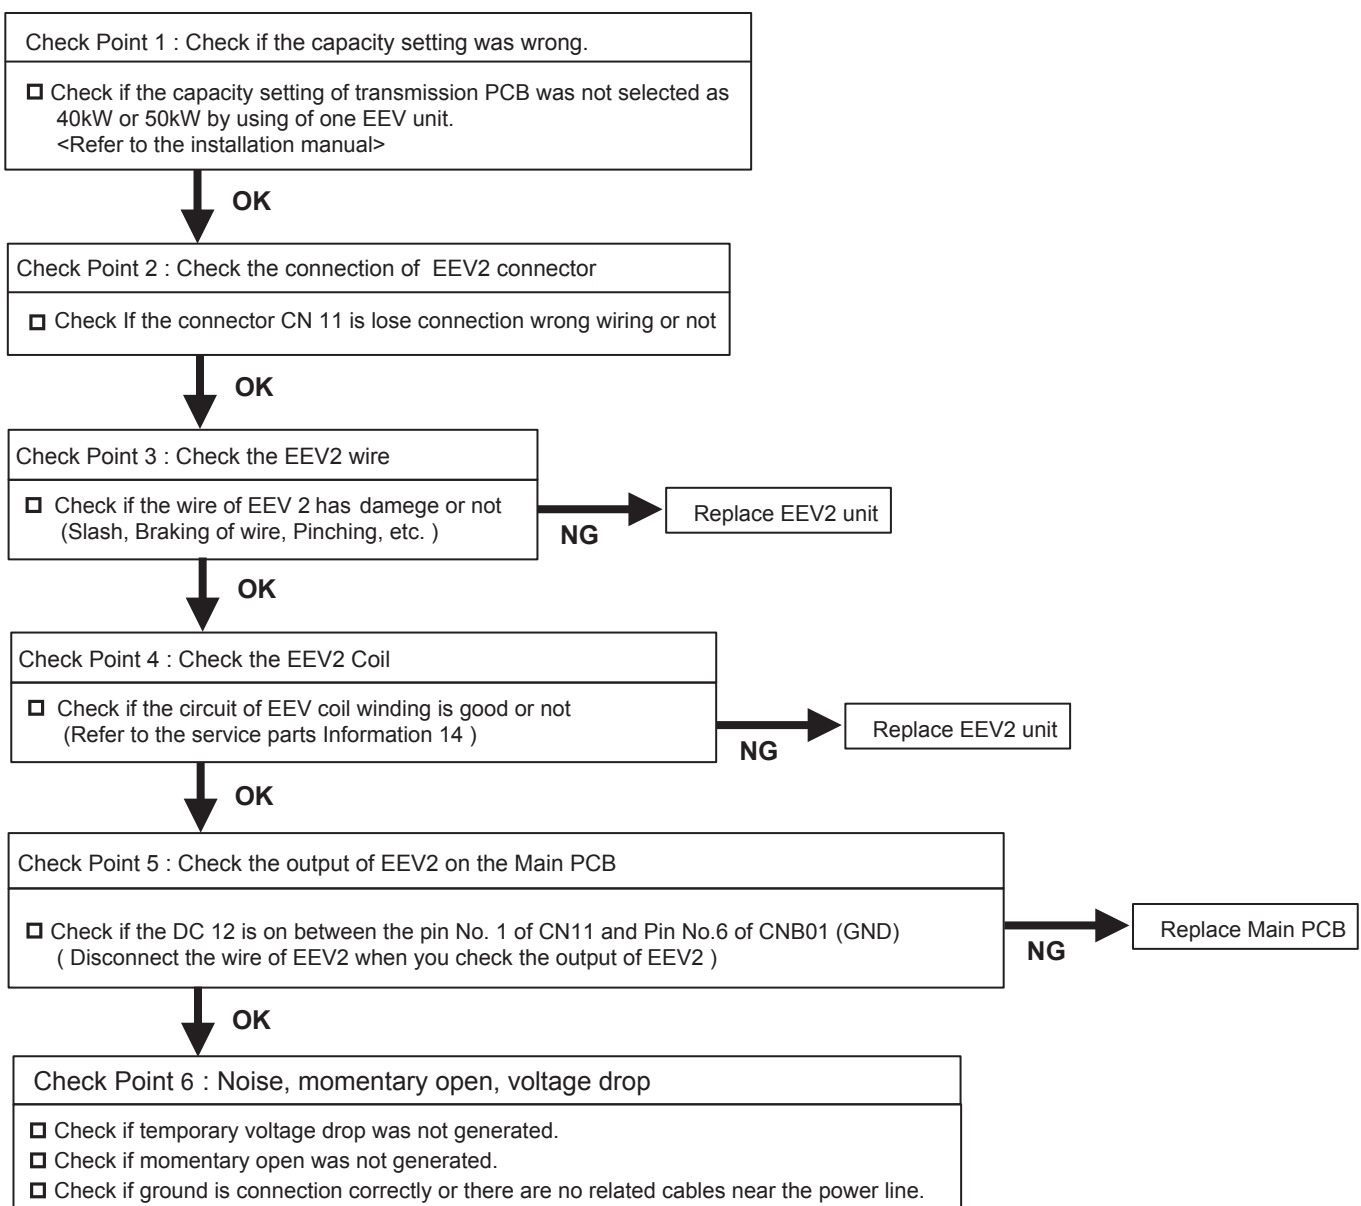 Check Point 1 : Check if the capacity setting was wrong.
Check if the capacity setting of transmission PCB was not selected as
40kW or 50kW by using of one EEV unit.
<Refer to the installation manual>
OK
Check Point 2 : Check the connection of EEV2 connector
Check If the connector CN 11 is lose connection wrong wiring or not
OK
Check Point 3 : Check the EEV2 wire
Check if the wire of EEV 2 has damege or not
(Slash, Braking of wire, Pinching, etc. )
NG
Replace EEV2 unit
OK
Check Point 4 : Check the EEV2 Coil
Check if the circuit of EEV coil winding is good or not
(Refer to the service parts Information 14 )
NG
Replace EEV2 unit
OK
Check Point 5 : Check the output of EEV2 on the Main PCB
Check if the DC 12 is on between the pin No. 1 of CN11 and Pin No.6 of CNB01 (GND)
( Disconnect the wire of EEV2 when you check the output of EEV2 )
NG
Replace Main PCB
OK
Check Point 6 : Noise, momentary open, voltage drop
Check if temporary voltage drop was not generated.
Check if momentary open was not generated.
Check if ground is connection correctly or there are no related cables near the power line.